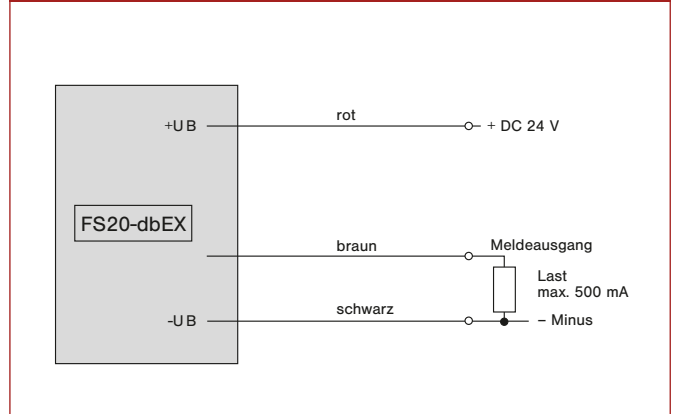 +UB
rot
+ DC 24 V
FS20-dbEX
braun
Meldeausgang
Last
max. 500 mA
-UB
schwarz
– Minus